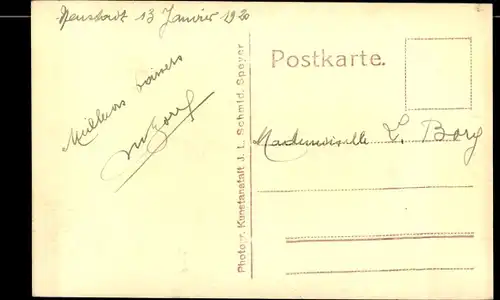 Neustadt 13 Janvier 1920
Meilleurs baisers
Postkarte.
Mademoiselle L. Borg
Photogr. Kunstanstalt J. L. Schmid, Speyer